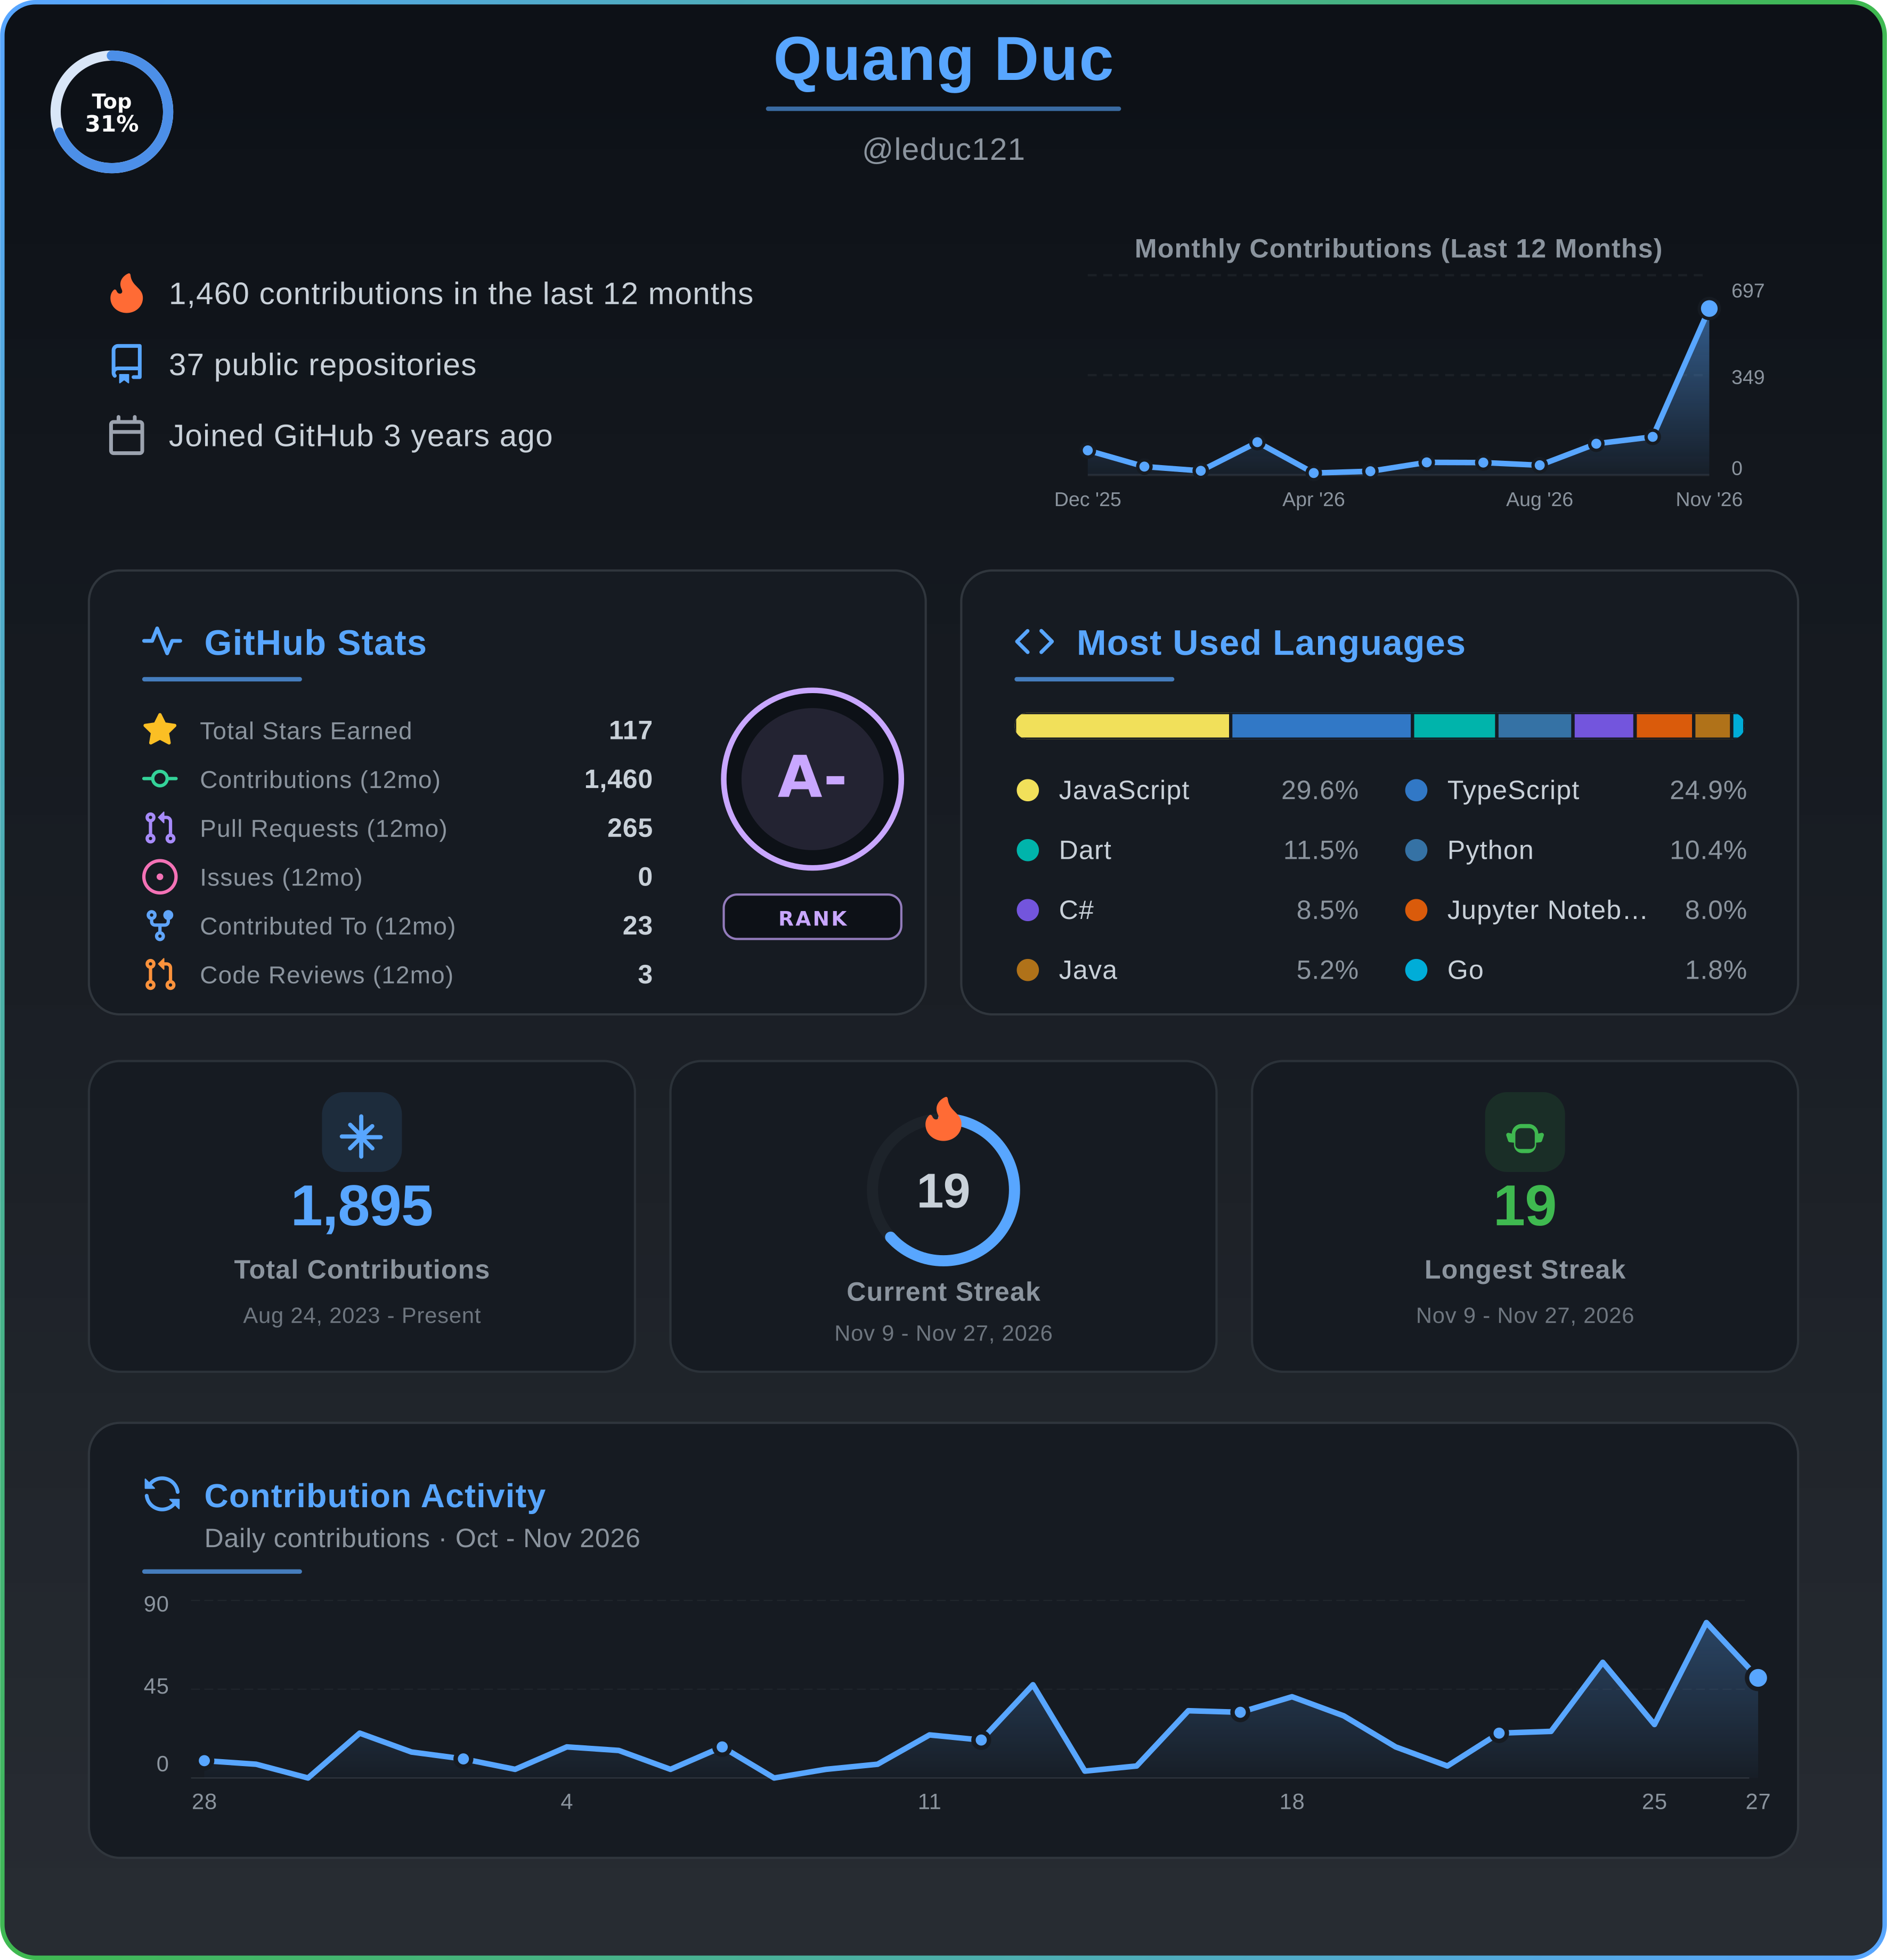 Top
31%
Quang Duc
@leduc121
1,460 contributions in the last 12 months
37 public repositories
Joined GitHub 3 years ago
Monthly Contributions (Last 12 Months)
697
349
0
Dec '25 Apr '26 Aug '26 Nov '26
GitHub Stats
Total Stars Earned 117
Contributions (12mo) 1,460
Pull Requests (12mo) 265
Issues (12mo) 0
Contributed To (12mo) 23
Code Reviews (12mo) 3
A-
RANK
Most Used Languages
JavaScript 29.6% TypeScript 24.9%
Dart 11.5% Python 10.4%
C# 8.5% Jupyter Noteb... 8.0%
Java 5.2% Go 1.8%
1,895
Total Contributions
Aug 24, 2023 - Present
19
Current Streak
Nov 9 - Nov 27, 2026
19
Longest Streak
Nov 9 - Nov 27, 2026
Contribution Activity
Daily contributions · Oct - Nov 2026
90
45
0
28 4 11 18 25 27